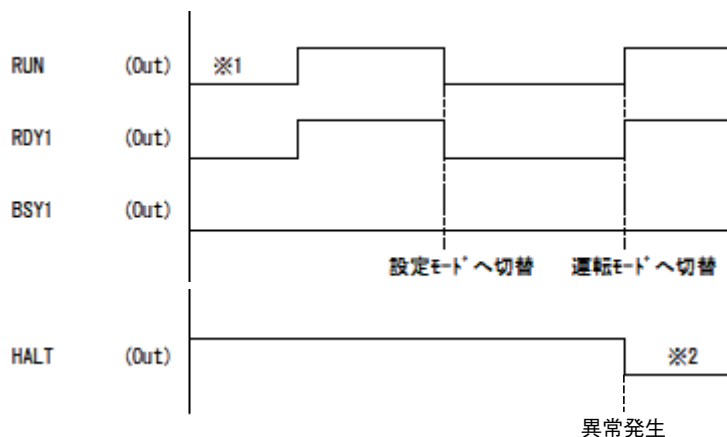 RUN (Out) ※1
RDY1 (Out)
BSY1 (Out)
設定ﾓｰﾄﾞへ切替 運転ﾓｰﾄﾞへ切替
HALT (Out) ※2
異常発生